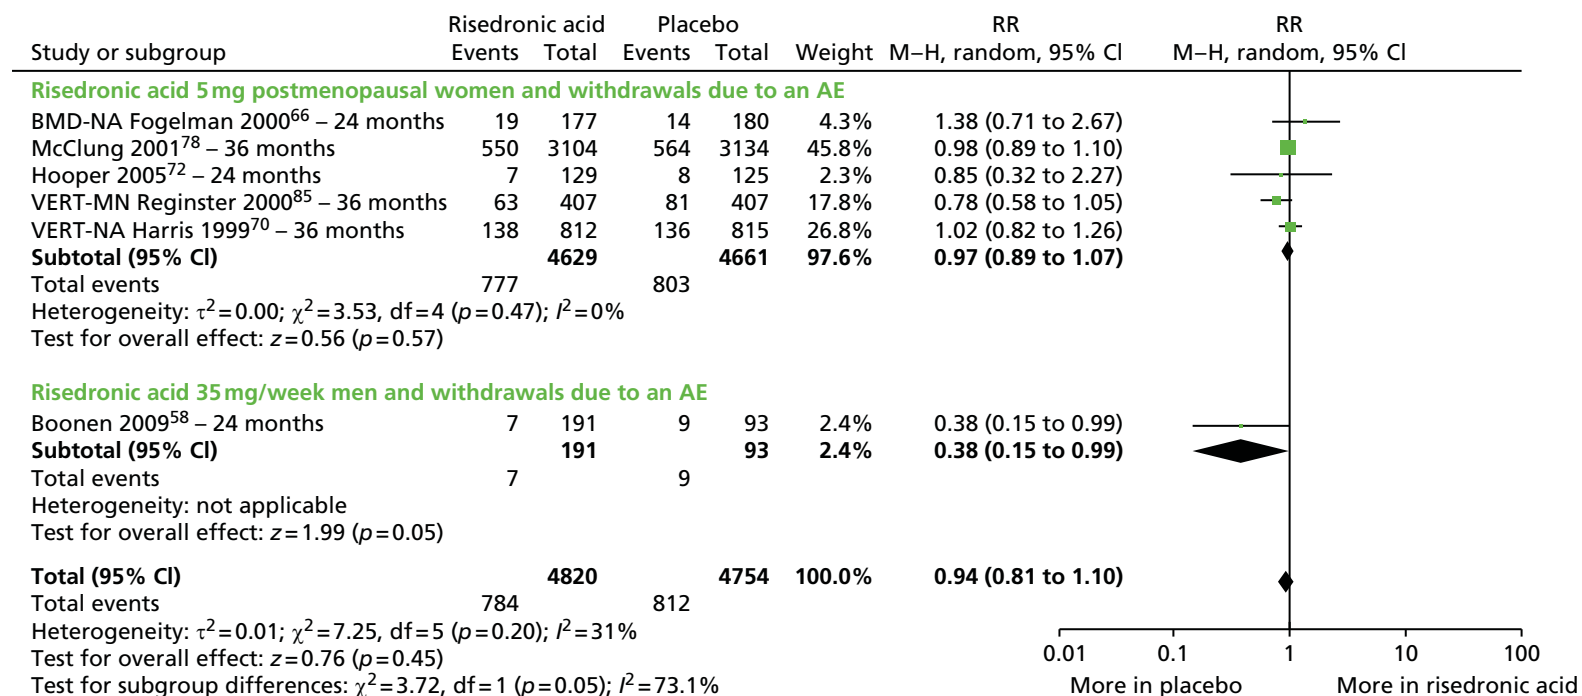 Risedronic acid Placebo RR RR
Study or subgroup Events Total Events Total Weight M–H, random, 95% CI M–H, random, 95% CI
Risedronic acid 5 mg postmenopausal women and withdrawals due to an AE
BMD-NA Fogelman 2000⁶⁶ – 24 months 19 177 14 180 4.3% 1.38 (0.71 to 2.67)
McClung 2001⁷⁸ – 36 months 550 3104 564 3134 45.8% 0.98 (0.89 to 1.10)
Hooper 2005⁷² – 24 months 7 129 8 125 2.3% 0.85 (0.32 to 2.27)
VERT-MN Reginster 2000⁸⁵ – 36 months 63 407 81 407 17.8% 0.78 (0.58 to 1.05)
VERT-NA Harris 1999⁷⁰ – 36 months 138 812 136 815 26.8% 1.02 (0.82 to 1.26)
Subtotal (95% CI) 4629 4661 97.6% 0.97 (0.89 to 1.07)
Total events 777 803
Heterogeneity: τ²=0.00; χ²=3.53, df=4 (p=0.47); I²=0%
Test for overall effect: z=0.56 (p=0.57)
Risedronic acid 35 mg/week men and withdrawals due to an AE
Boonen 2009⁵⁸ – 24 months 7 191 9 93 2.4% 0.38 (0.15 to 0.99)
Subtotal (95% CI) 191 93 2.4% 0.38 (0.15 to 0.99)
Total events 7 9
Heterogeneity: not applicable
Test for overall effect: z=1.99 (p=0.05)
Total (95% CI) 4820 4754 100.0% 0.94 (0.81 to 1.10)
Total events 784 812
Heterogeneity: τ²=0.01; χ²=7.25, df=5 (p=0.20); I²=31%
Test for overall effect: z=0.76 (p=0.45)
Test for subgroup differences: χ²=3.72, df=1 (p=0.05); I²=73.1%
0.01 0.1 1 10 100
More in placebo More in risedronic acid